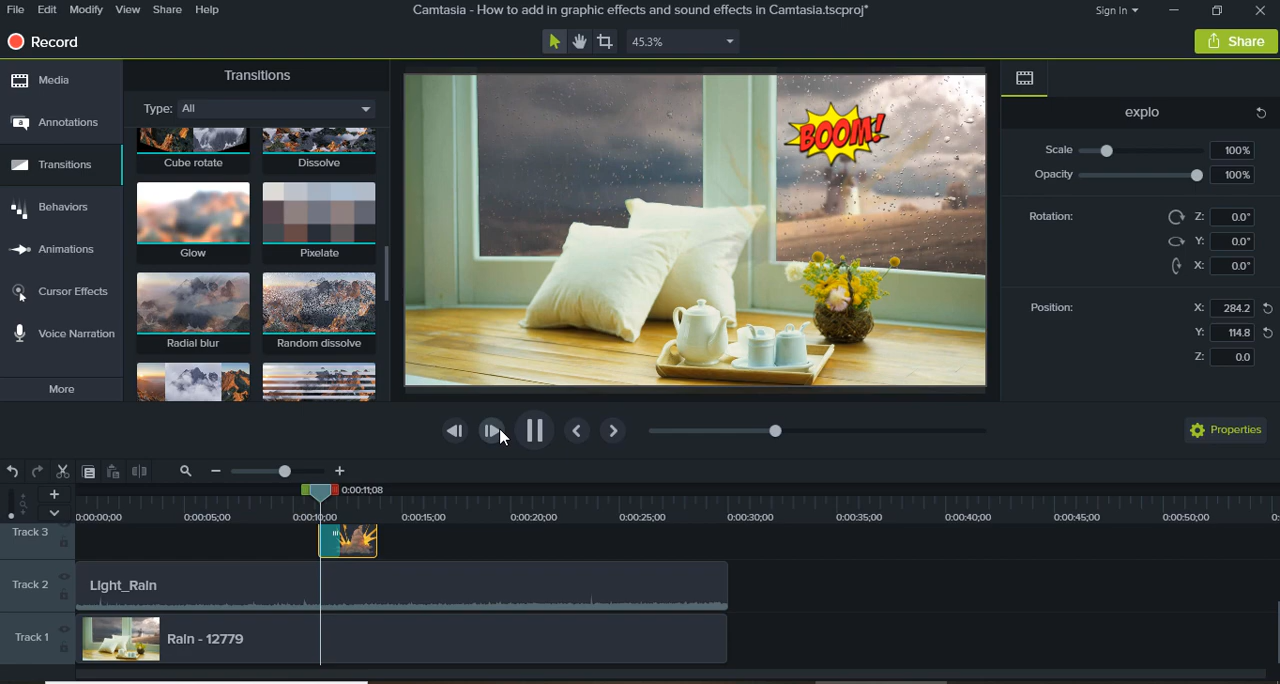 File Edit Modify View Share Help
Camtasia - How to add in graphic effects and sound effects in Camtasia.tscproj*
Sign In
Record
45.3%
Share
Media
Annotations
Transitions
Behaviors
Animations
Cursor Effects
Voice Narration
More
Transitions
Type: All
Cube rotate
Dissolve
Glow
Pixelate
Radial blur
Random dissolve
BOOM!
explo
Scale 100%
Opacity 100%
Rotation: Z: 0.0°
Y: 0.0°
X: 0.0°
Position: X: 284.2
Y: 114.8
Z: 0.0
Properties
0:00:11;08
0:00:00;00 0:00:05;00 0:00:10;00 0:00:15;00 0:00:20;00 0:00:25;00 0:00:30;00 0:00:35;00 0:00:40;00 0:00:45;00 0:00:50;00 0:
Track 3
Track 2
Light_Rain
Track 1
Rain - 12779